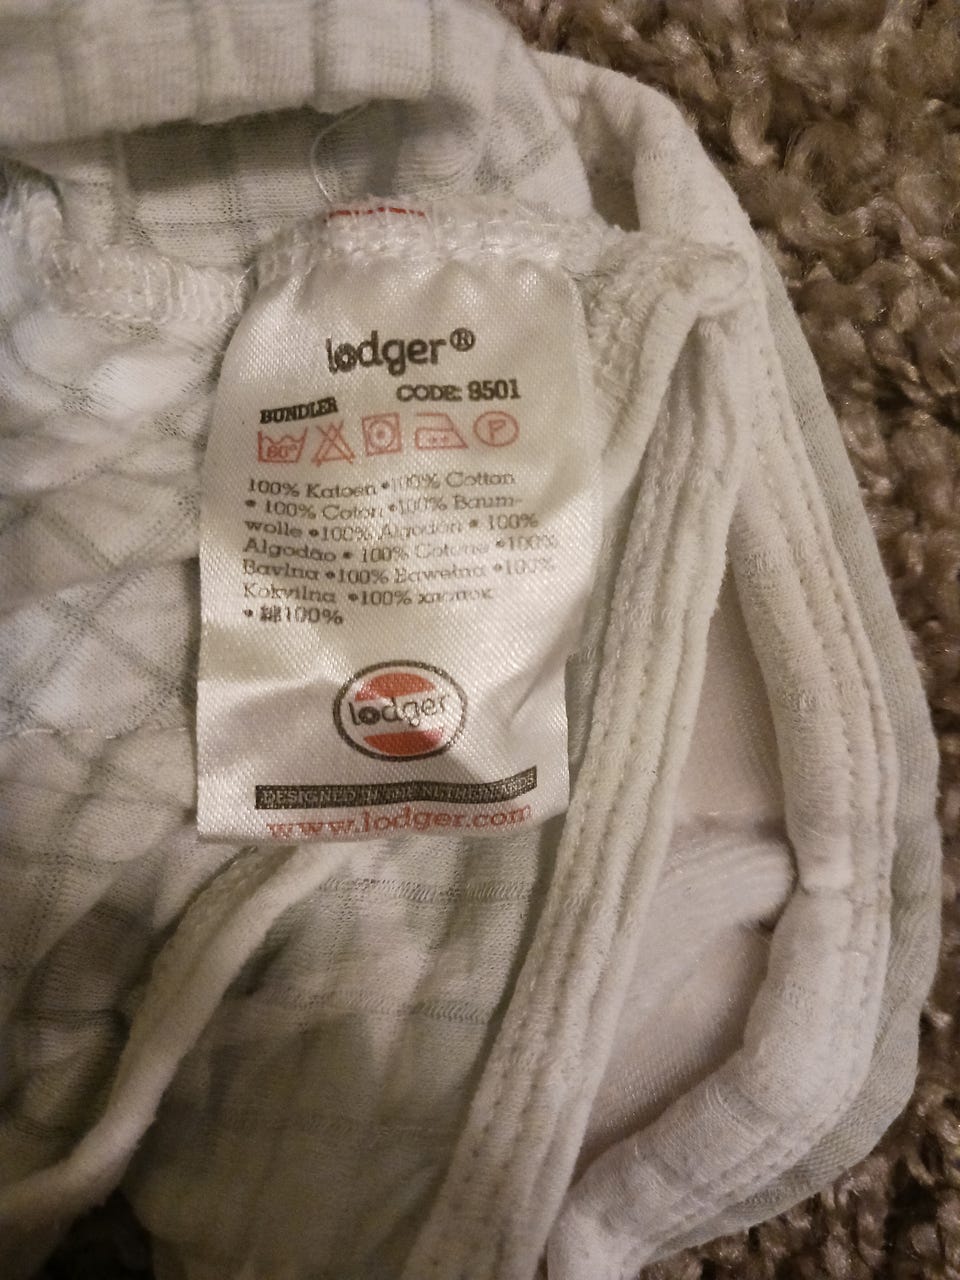 lodger®
BUNDLER CODE: 8501
60° P
100% Katoen • 100% Cotton
• 100% Coton • 100% Baum-
wolle • 100% Algodón • 100%
Algodão • 100% Cotone • 100%
Bavlna • 100% Bawełna • 100%
Kokvilna • 100% хлопок
• 綿100%
lodger
DESIGNED IN THE NETHERLANDS
www.lodger.com